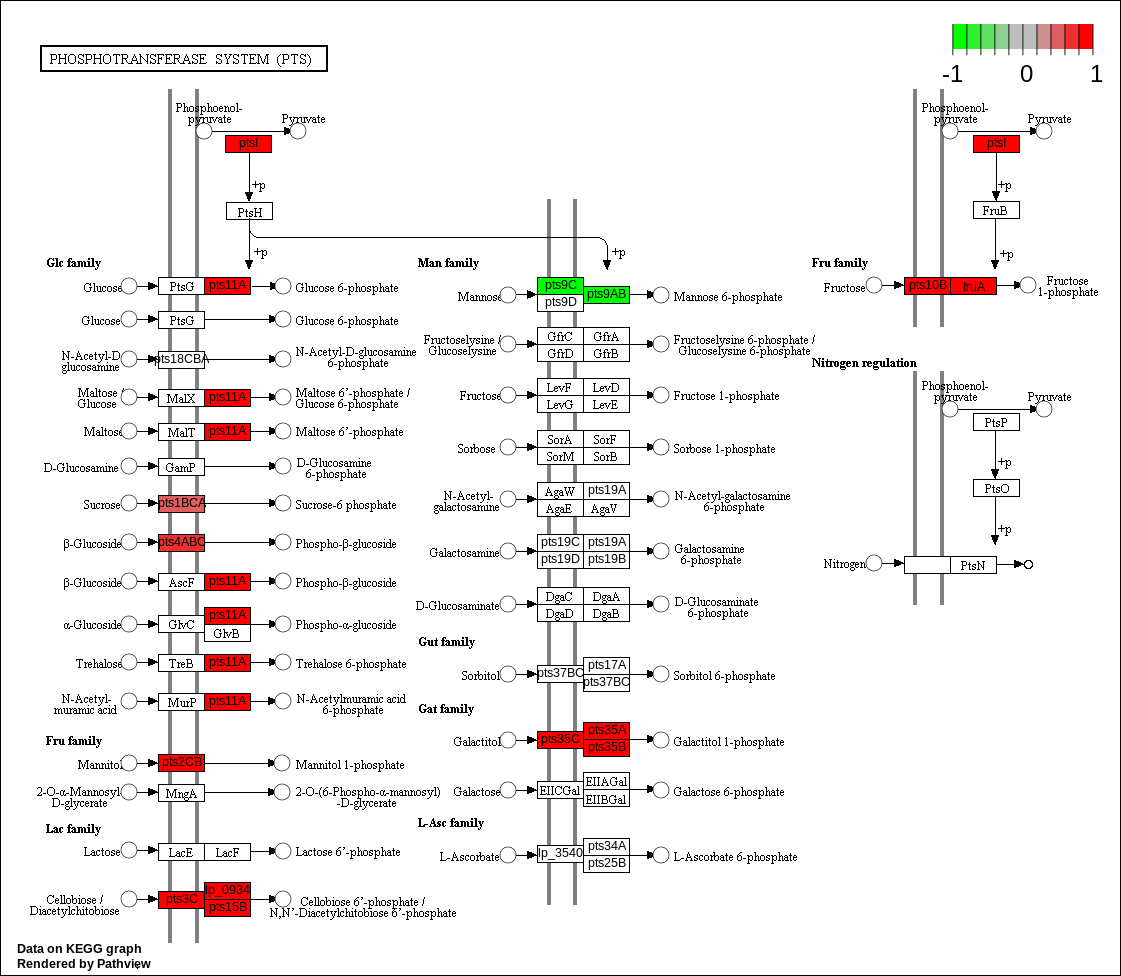 PHOSPHOTRANSFERASE SYSTEM (PTS)
-1 0 1
Phosphoenol-
pyruvate
Pyruvate
ptsI
+p
PtsH
+p
+p
Glc family
Glucose PtsG pts11A Glucose 6-phosphate
Glucose PtsG Glucose 6-phosphate
N-Acetyl-D
glucosamine
pts18CBA
N-Acetyl-D-glucosamine
6-phosphate
Maltose /
Glucose
MalX pts11A
Maltose 6'-phosphate /
Glucose 6-phosphate
Maltose MalT pts11A Maltose 6'-phosphate
D-Glucosamine GamP
D-Glucosamine
6-phosphate
Sucrose pts1BCA Sucrose-6 phosphate
β-Glucoside pts4ABC Phospho-β-glucoside
β-Glucoside AscF pts11A Phospho-β-glucoside
α-Glucoside GlvC pts11A
GlvB
Phospho-α-glucoside
Trehalose TreB pts11A Trehalose 6-phosphate
N-Acetyl-
muramic acid
MurP pts11A
N-Acetylmuramic acid
6-phosphate
Fru family
Mannitol pts2CB Mannitol 1-phosphate
2-O-α-Mannosyl-
D-glycerate
MngA
2-O-(6-Phospho-α-mannosyl)
-D-glycerate
Lac family
Lactose LacE LacF Lactose 6'-phosphate
Cellobiose /
Diacetylchitobiose
pts3C lp_0934
pts15B
Cellobiose 6'-phosphate /
N,N'-Diacetylchitobiose 6'-phosphate
Man family
Mannose pts9C pts9AB
pts9D
Mannose 6-phosphate
Fructoselysine /
Glucoselysine
GfrC GfrA
GfrD GfrB
Fructoselysine 6-phosphate /
Glucoselysine 6-phosphate
Fructose LevF LevD
LevG LevE
Fructose 1-phosphate
Sorbose SorA SorF
SorM SorB
Sorbose 1-phosphate
N-Acetyl-
galactosamine
AgaW pts19A
AgaE AgaV
N-Acetyl-galactosamine
6-phosphate
Galactosamine pts19C pts19A
pts19D pts19B
Galactosamine
6-phosphate
D-Glucosaminate DgaC DgaA
DgaD DgaB
D-Glucosaminate
6-phosphate
Gut family
Sorbitol pts37BC pts17A
pts37BC
Sorbitol 6-phosphate
Gat family
Galactitol pts35C pts35A
pts35B
Galactitol 1-phosphate
Galactose EIICGal EIIAGal
EIIBGal
Galactose 6-phosphate
L-Asc family
L-Ascorbate lp_3540 pts34A
pts25B
L-Ascorbate 6-phosphate
Phosphoenol-
pyruvate
Pyruvate
ptsI
+p
FruB
+p
Fru family
Fructose pts10B fruA
Fructose
1-phosphate
Nitrogen regulation
Phosphoenol-
pyruvate
Pyruvate
PtsP
+p
PtsO
+p
Nitrogen PtsN
Data on KEGG graph
Rendered by Pathview